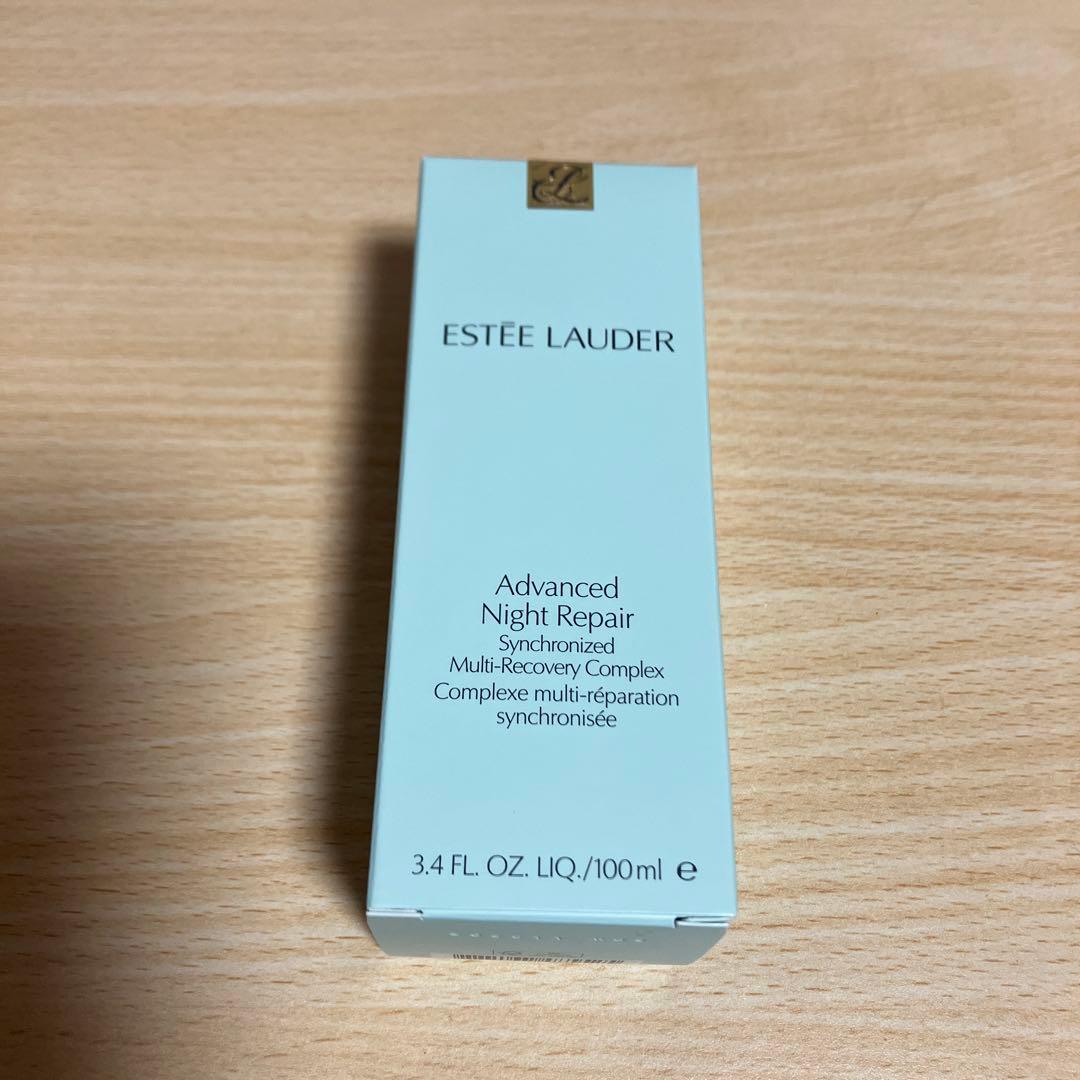 ESTĒE LAUDER
Advanced
Night Repair
Synchronized
Multi-Recovery Complex
Complexe multi-réparation
synchronisée
3.4 FL. OZ. LIQ./100ml ℮